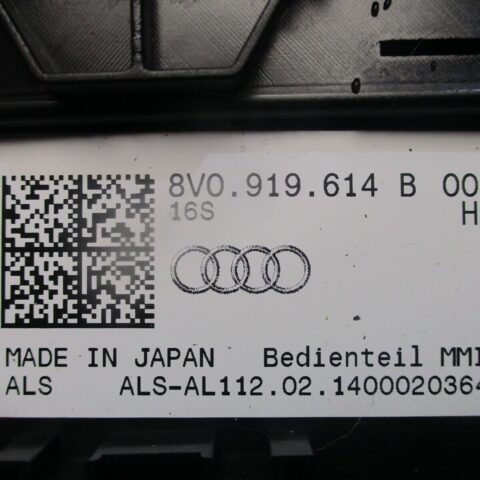 8V0.919.614 B 00
16S H
MADE IN JAPAN Bedienteil MMI
ALS ALS-AL112.02.1400020364